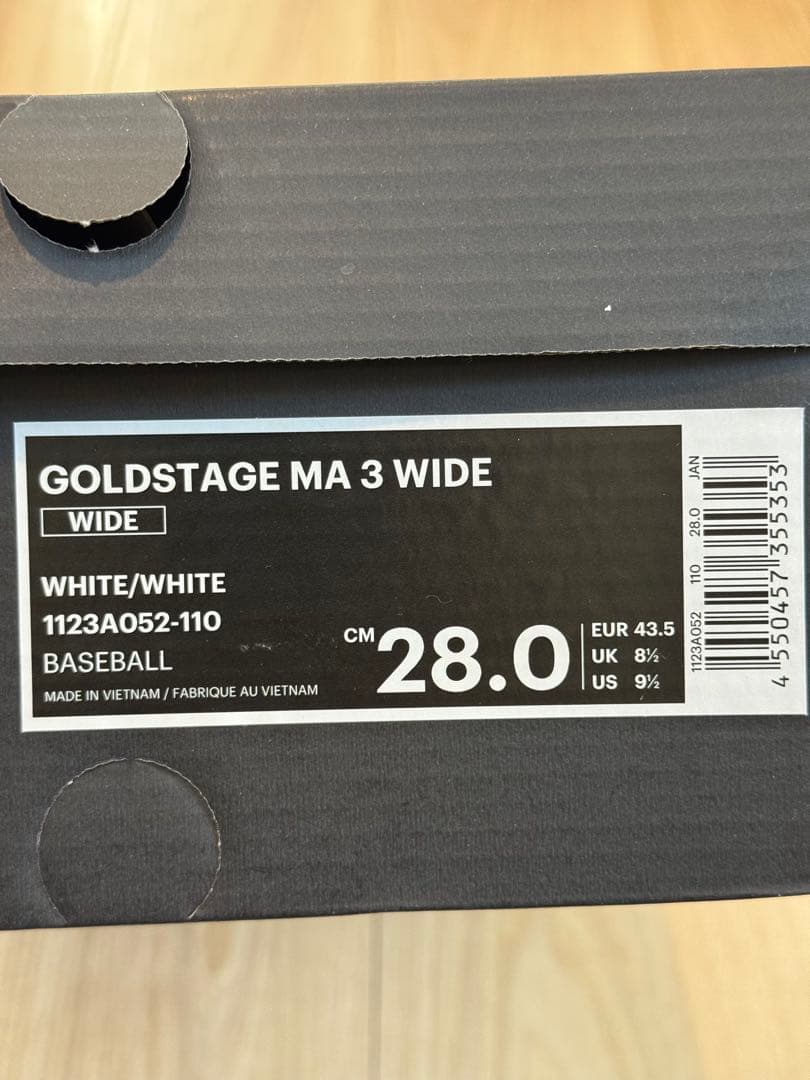 GOLDSTAGE MA 3 WIDE
WIDE
WHITE/WHITE
1123A052-110
BASEBALL
MADE IN VIETNAM / FABRIQUE AU VIETNAM
CM 28.0
EUR 43.5
UK 8½
US 9½
1123A052 110 28.0 JAN
4 550457 355353